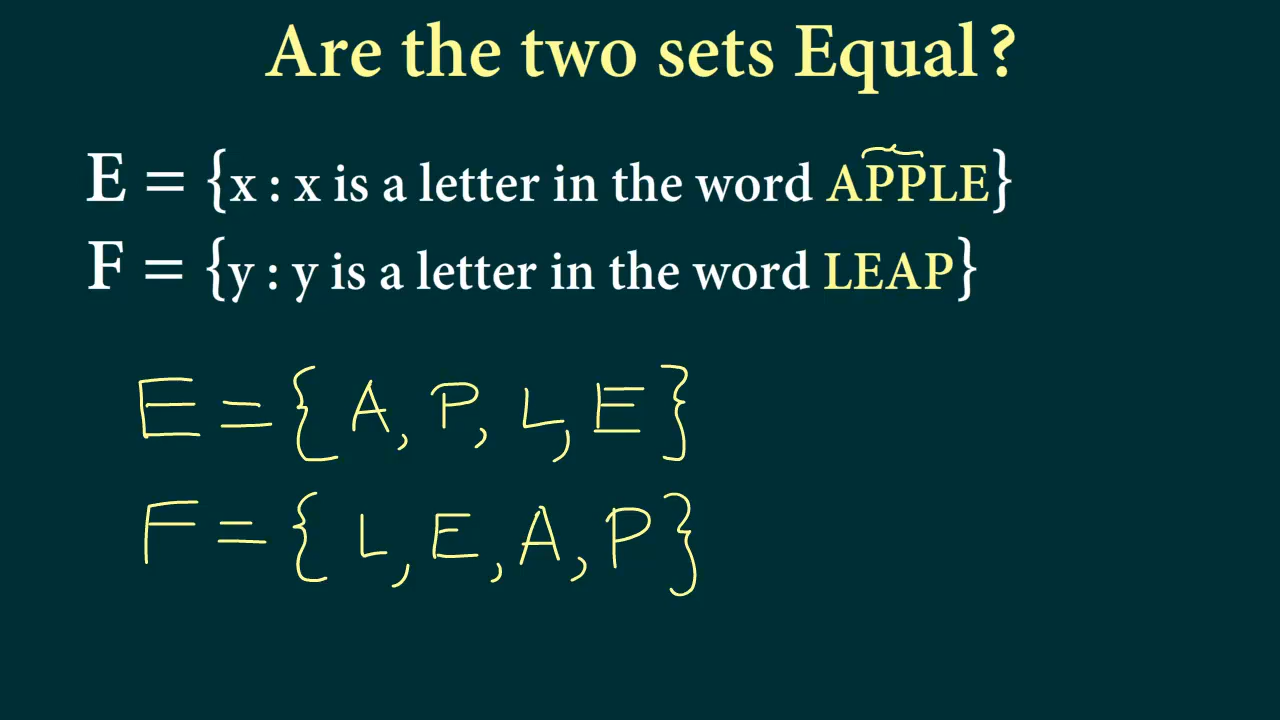 Are the two sets Equal?
E = {x : x is a letter in the word APPLE}
F = {y : y is a letter in the word LEAP}
E = { A, P, L, E }
F = { L, E, A, P }